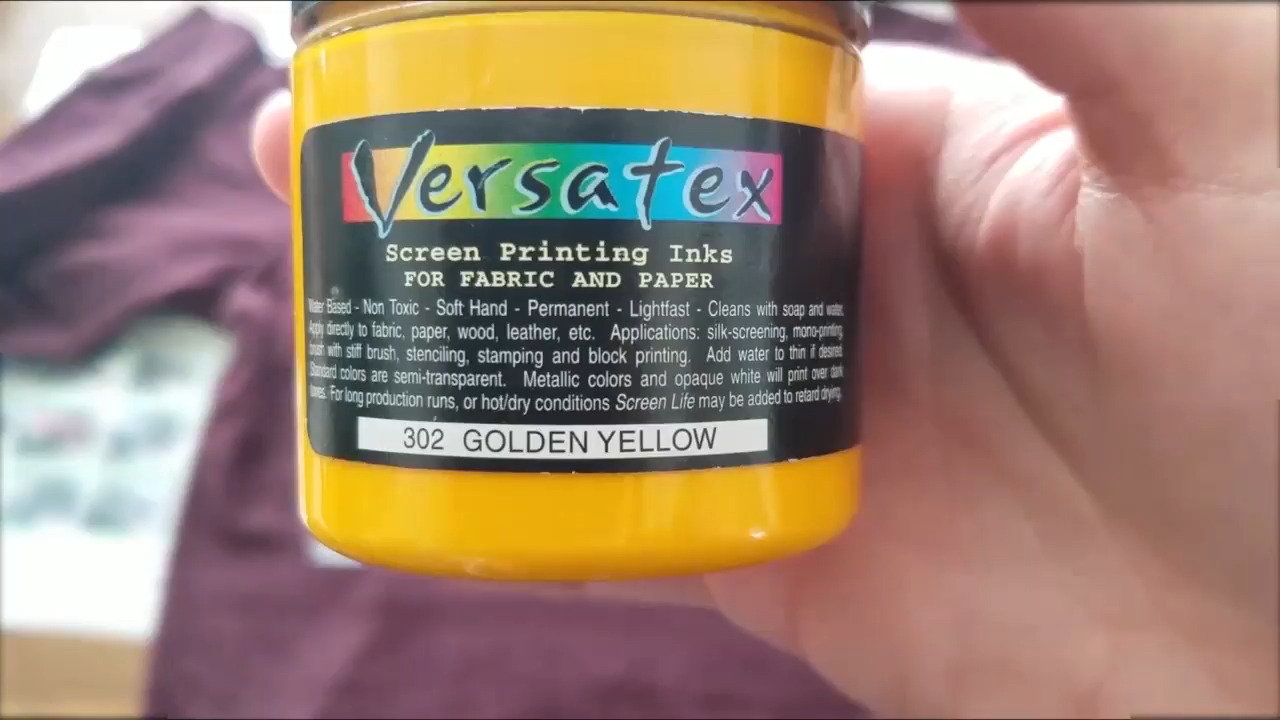 Versatex
Screen Printing Inks
FOR FABRIC AND PAPER
Water Based - Non Toxic - Soft Hand - Permanent - Lightfast - Cleans with soap and water.
Apply directly to fabric, paper, wood, leather, etc. Applications: silk-screening, mono-printing,
brush with stiff brush, stenciling, stamping and block printing. Add water to thin if desired.
Standard colors are semi-transparent. Metallic colors and opaque white will print over dark
tones. For long production runs, or hot/dry conditions Screen Life may be added to retard drying.
302 GOLDEN YELLOW